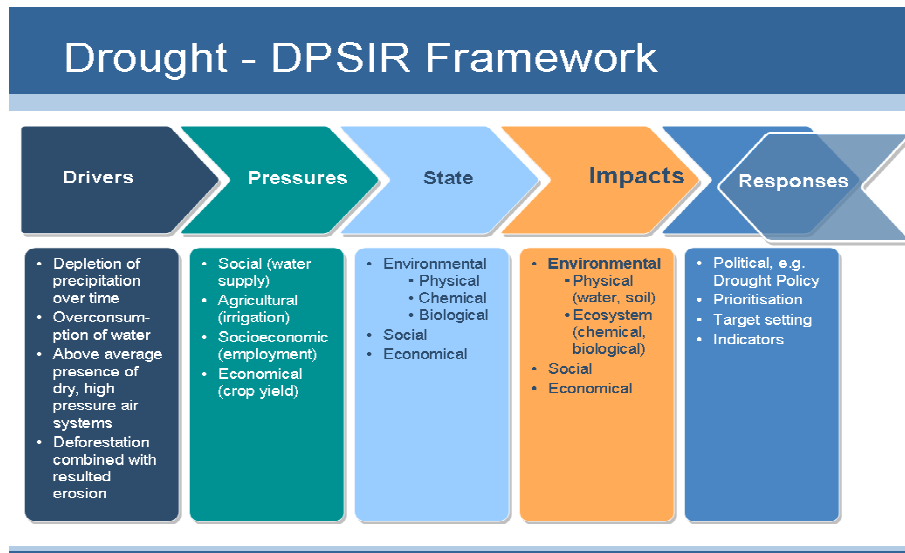 Drought - DPSIR Framework
Drivers
Pressures
State
Impacts
Responses
• Depletion of
precipitation
over time
• Overconsum-
ption of water
• Above average
presence of
dry, high
pressure air
systems
• Deforestation
combined with
resulted
erosion
• Social (water
supply)
• Agricultural
(irrigation)
• Socioeconomic
(employment)
• Economical
(crop yield)
• Environmental
• Physical
• Chemical
• Biological
• Social
• Economical
• Environmental
• Physical
(water, soil)
• Ecosystem
(chemical,
biological)
• Social
• Economical
• Political, e.g.
Drought Policy
• Prioritisation
• Target setting
• Indicators